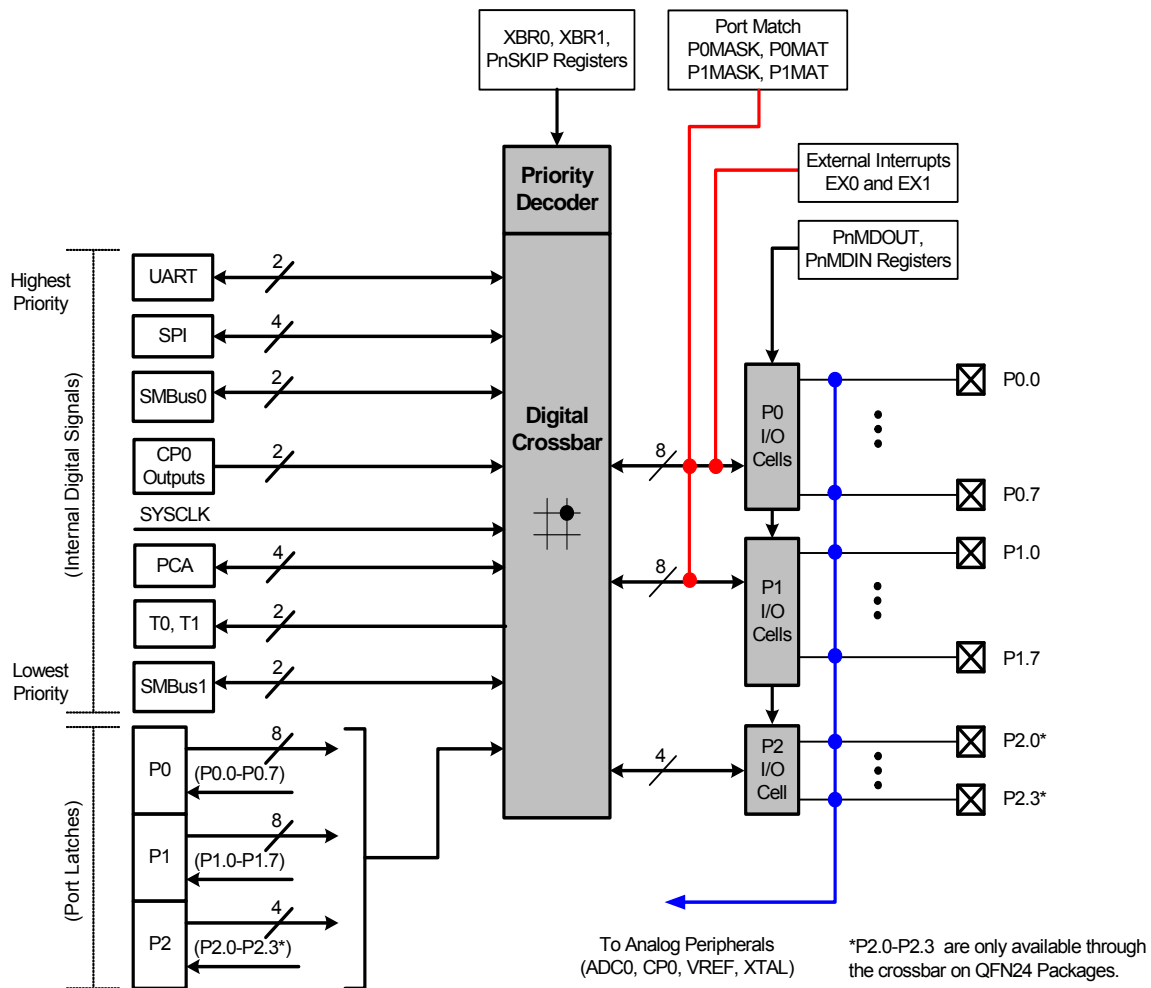 XBR0, XBR1,
PnSKIP Registers
Port Match
P0MASK, P0MAT
P1MASK, P1MAT
External Interrupts
EX0 and EX1
PnMDOUT,
PnMDIN Registers
Priority
Decoder
Digital
Crossbar
Highest
Priority
(Internal Digital Signals)
Lowest
Priority
UART
2
SPI
4
SMBus0
2
CP0
Outputs
2
SYSCLK
PCA
4
T0, T1
2
SMBus1
2
(Port Latches)
P0
8
(P0.0-P0.7)
P1
8
(P1.0-P1.7)
P2
4
(P2.0-P2.3*)
8
P0
I/O
Cells
P0.0
P0.7
8
P1
I/O
Cells
P1.0
P1.7
4
P2
I/O
Cell
P2.0*
P2.3*
To Analog Peripherals
(ADC0, CP0, VREF, XTAL)
*P2.0-P2.3 are only available through
the crossbar on QFN24 Packages.